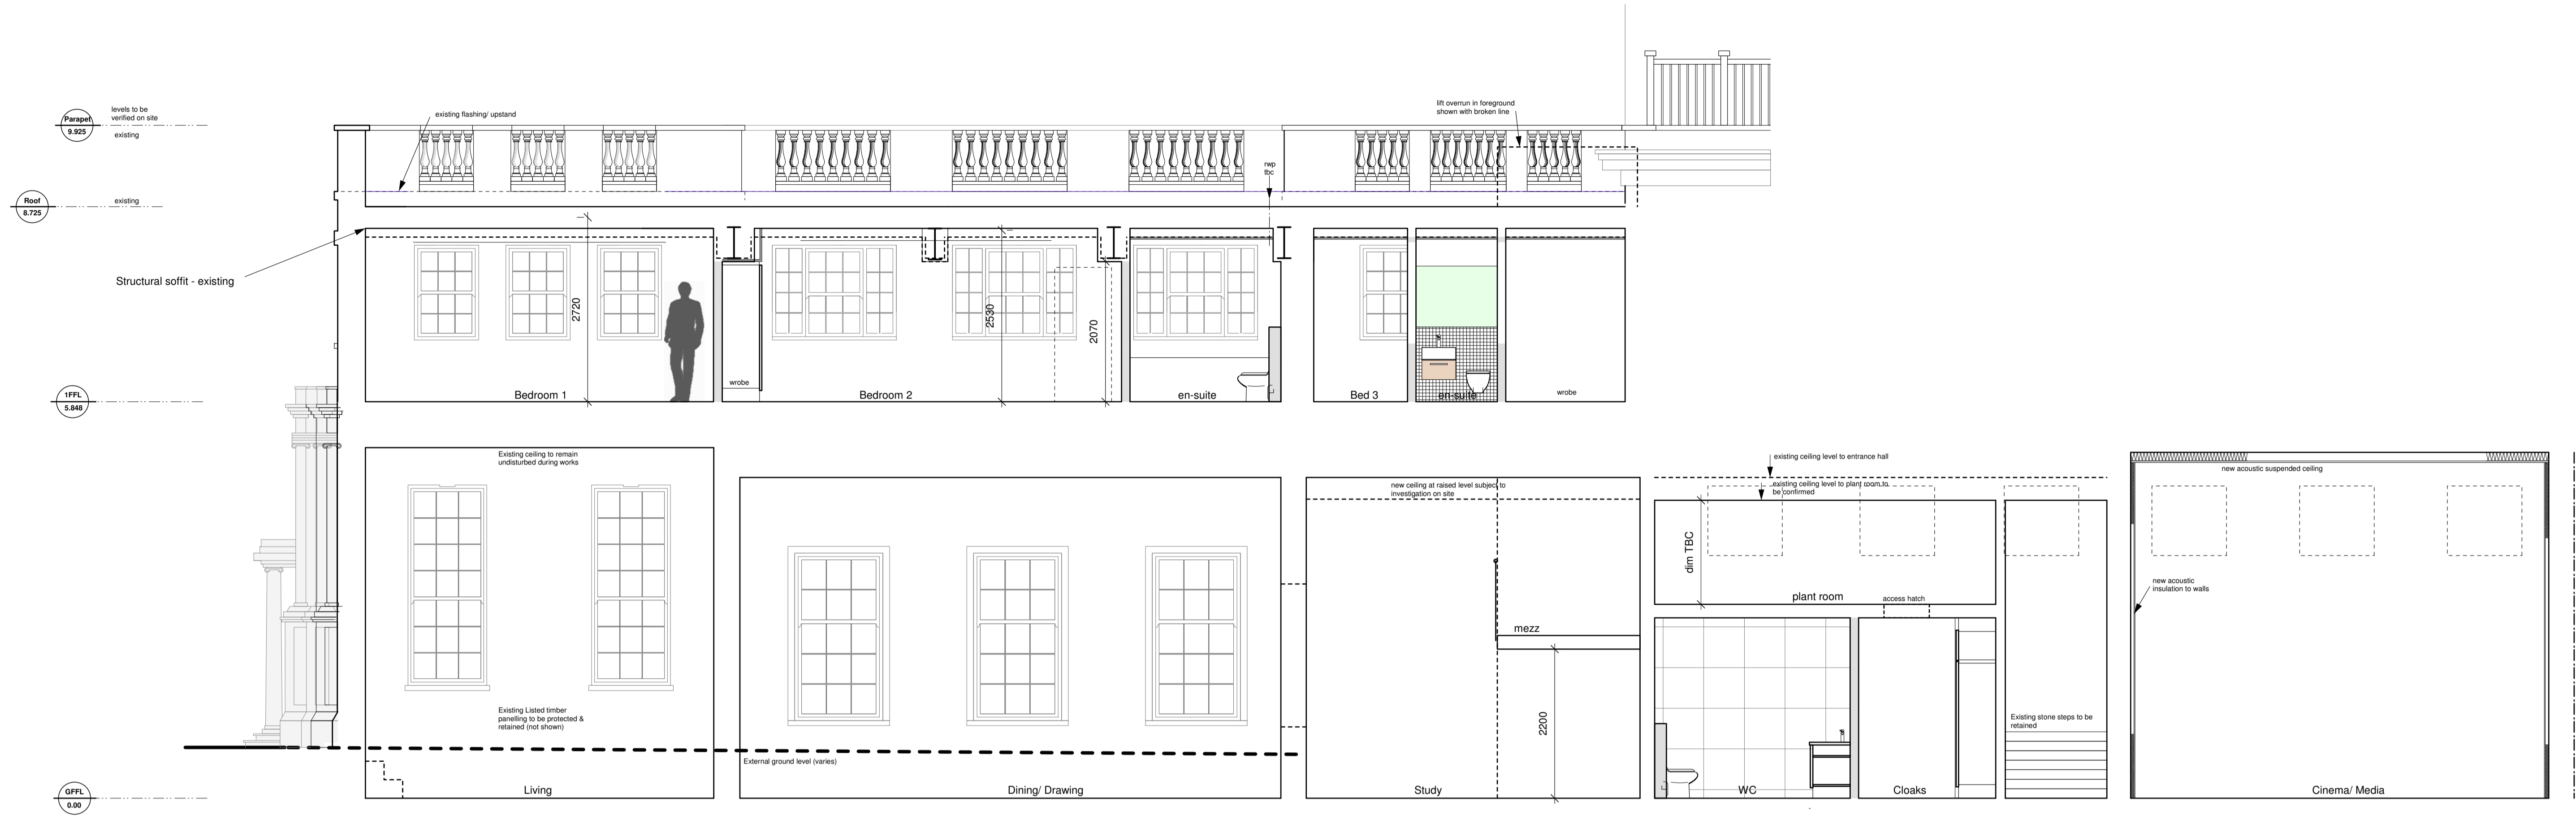 levels to be
verified on site
Parapet
9.925
existing
existing flashing/ upstand
lift overrun in foreground
shown with broken line
rwp
tbc
Roof
8.725
existing
Structural soffit - existing
2720
2530
2070
1FFL
5.848
wrobe
Bedroom 1
Bedroom 2
en-suite
Bed 3
en-suite
wrobe
Existing ceiling to remain
undisturbed during works
existing ceiling level to entrance hall
new ceiling at raised level subject to
investigation on site
existing ceiling level to plant room to
be confirmed
new acoustic suspended ceiling
dim TBC
new acoustic
insulation to walls
plant room
access hatch
mezz
Existing Listed timber
panelling to be protected &
retained (not shown)
2200
Existing stone steps to be
retained
External ground level (varies)
GFFL
0.00
Living
Dining/ Drawing
Study
WC
Cloaks
Cinema/ Media